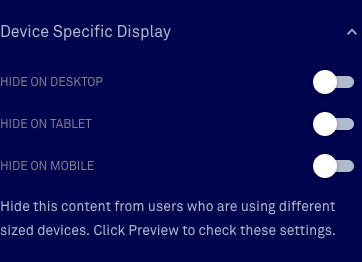 Device Specific Display
HIDE ON DESKTOP
HIDE ON TABLET
HIDE ON MOBILE
Hide this content from users who are using different
sized devices. Click Preview to check these settings.